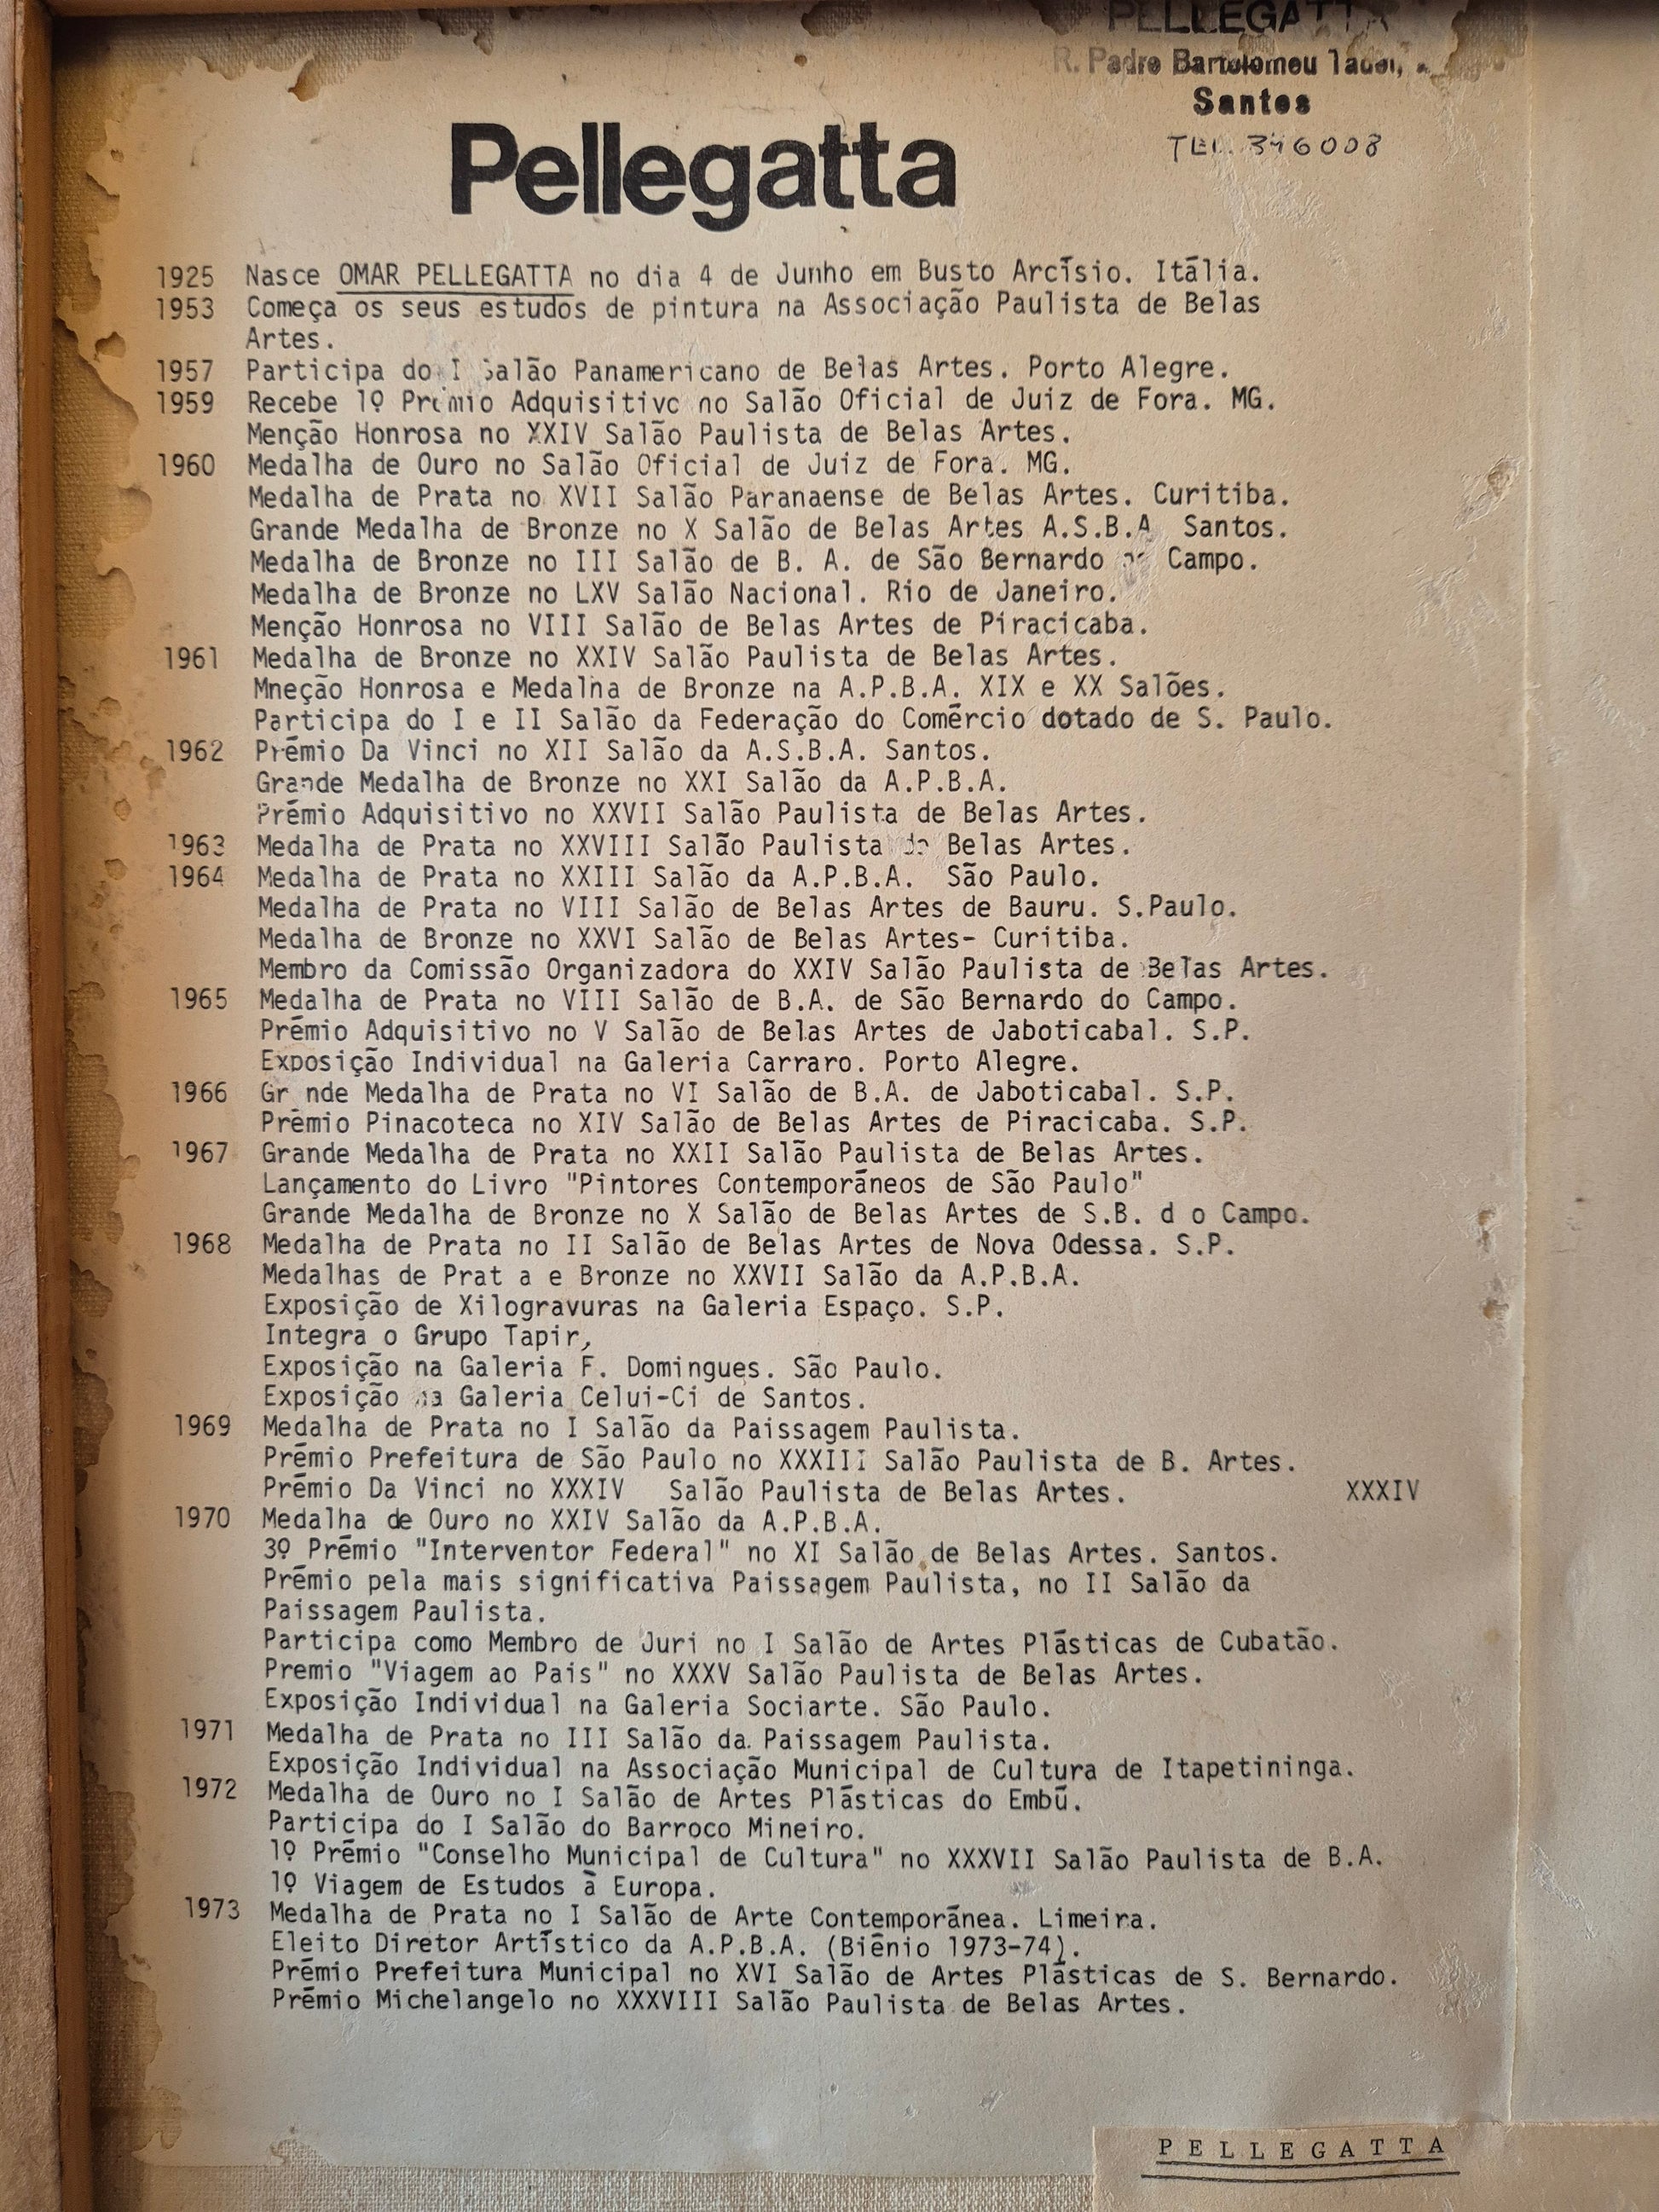 PELLEGATTA
R. Padre Bartolomeu Tadei,
Santos
TEL. 346008
Pellegatta
1925 Nasce OMAR PELLEGATTA no dia 4 de Junho em Busto Arcísio. Itália.
1953 Começa os seus estudos de pintura na Associação Paulista de Belas
Artes.
1957 Participa do I Salão Panamericano de Belas Artes. Porto Alegre.
1959 Recebe 1º Prêmio Adquisitivo no Salão Oficial de Juiz de Fora. MG.
Menção Honrosa no XXIV Salão Paulista de Belas Artes.
1960 Medalha de Ouro no Salão Oficial de Juiz de Fora. MG.
Medalha de Prata no XVII Salão Paranaense de Belas Artes. Curitiba.
Grande Medalha de Bronze no X Salão de Belas Artes A.S.B.A Santos.
Medalha de Bronze no III Salão de B. A. de São Bernardo Campo.
Medalha de Bronze no LXV Salão Nacional. Rio de Janeiro.
Menção Honrosa no VIII Salão de Belas Artes de Piracicaba.
1961 Medalha de Bronze no XXIV Salão Paulista de Belas Artes.
Mneção Honrosa e Medalha de Bronze na A.P.B.A. XIX e XX Salões.
Participa do I e II Salão da Federação do Comércio dotado de S. Paulo.
1962 Prêmio Da Vinci no XII Salão da A.S.B.A. Santos.
Grande Medalha de Bronze no XXI Salão da A.P.B.A.
Prêmio Adquisitivo no XXVII Salão Paulista de Belas Artes.
1963 Medalha de Prata no XXVIII Salão Paulista de Belas Artes.
1964 Medalha de Prata no XXIII Salão da A.P.B.A. São Paulo.
Medalha de Prata no VIII Salão de Belas Artes de Bauru. S.Paulo.
Medalha de Bronze no XXVI Salão de Belas Artes- Curitiba.
Membro da Comissão Organizadora do XXIV Salão Paulista de Belas Artes.
1965 Medalha de Prata no VIII Salão de B.A. de São Bernardo do Campo.
Prêmio Adquisitivo no V Salão de Belas Artes de Jaboticabal. S.P.
Exposição Individual na Galeria Carraro. Porto Alegre.
1966 Gr nde Medalha de Prata no VI Salão de B.A. de Jaboticabal. S.P.
Prêmio Pinacoteca no XIV Salão de Belas Artes de Piracicaba. S.P.
1967 Grande Medalha de Prata no XXII Salão Paulista de Belas Artes.
Lançamento do Livro "Pintores Contemporâneos de São Paulo"
Grande Medalha de Bronze no X Salão de Belas Artes de S.B. d o Campo.
1968 Medalha de Prata no II Salão de Belas Artes de Nova Odessa. S.P.
Medalhas de Prat a e Bronze no XXVII Salão da A.P.B.A.
Exposição de Xilogravuras na Galeria Espaço. S.P.
Integra o Grupo Tapir,
Exposição na Galeria F. Domingues. São Paulo.
Exposição na Galeria Celui-Ci de Santos.
1969 Medalha de Prata no I Salão da Paissagem Paulista.
Prêmio Prefeitura de São Paulo no XXXIII Salão Paulista de B. Artes.
Prêmio Da Vinci no XXXIV Salão Paulista de Belas Artes. XXXIV
1970 Medalha de Ouro no XXIV Salão da A.P.B.A.
3º Prêmio "Interventor Federal" no XI Salão de Belas Artes. Santos.
Prêmio pela mais significativa Paissagem Paulista, no II Salão da
Paissagem Paulista.
Participa como Membro de Juri no I Salão de Artes Plásticas de Cubatão.
Premio "Viagem ao Pais" no XXXV Salão Paulista de Belas Artes.
Exposição Individual na Galeria Sociarte. São Paulo.
1971 Medalha de Prata no III Salão da Paissagem Paulista.
Exposição Individual na Associação Municipal de Cultura de Itapetininga.
1972 Medalha de Ouro no I Salão de Artes Plásticas do Embú.
Participa do I Salão do Barroco Mineiro.
1º Prêmio "Conselho Municipal de Cultura" no XXXVII Salão Paulista de B.A.
1º Viagem de Estudos à Europa.
1973 Medalha de Prata no I Salão de Arte Contemporânea. Limeira.
Eleito Diretor Artístico da A.P.B.A. (Biênio 1973-74).
Prêmio Prefeitura Municipal no XVI Salão de Artes Plásticas de S. Bernardo.
Prêmio Michelangelo no XXXVIII Salão Paulista de Belas Artes.
PELLEGATTA